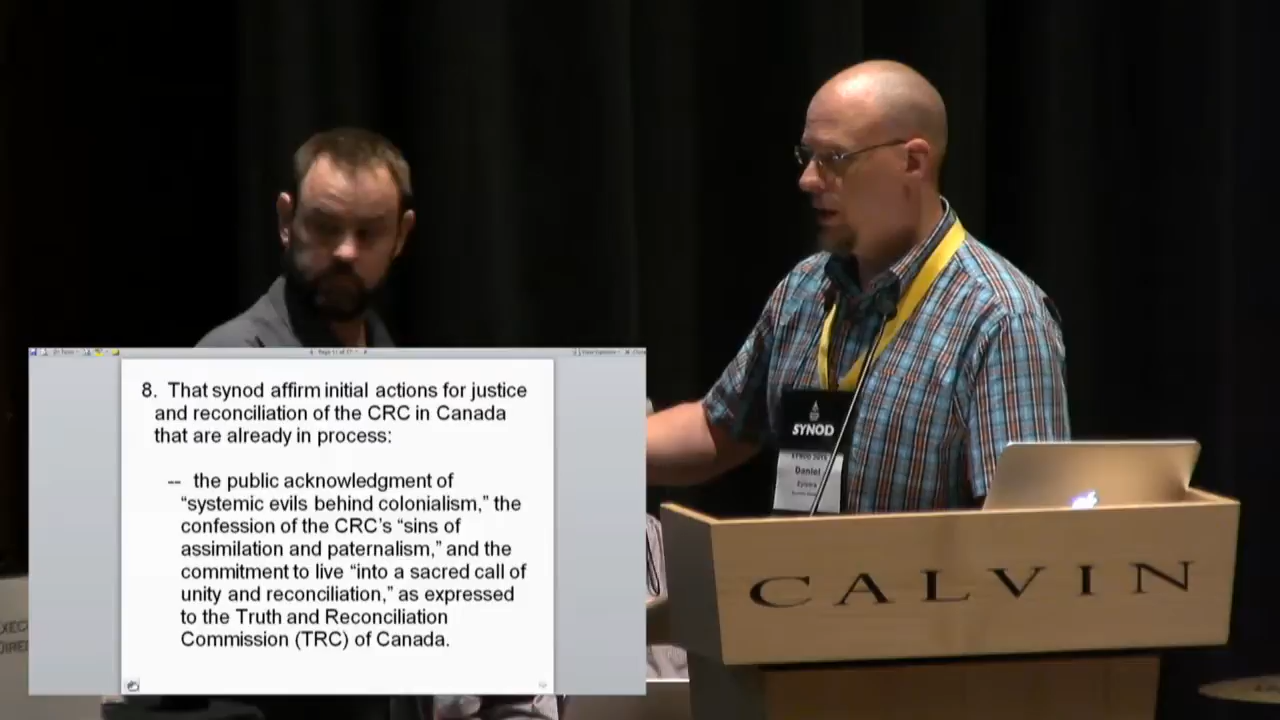 8. That synod affirm initial actions for justice
and reconciliation of the CRC in Canada
that are already in process:
-- the public acknowledgment of
“systemic evils behind colonialism,” the
confession of the CRC’s “sins of
assimilation and paternalism,” and the
commitment to live “into a sacred call of
unity and reconciliation,” as expressed
to the Truth and Reconciliation
Commission (TRC) of Canada.
SYNOD
Daniel
CALVIN